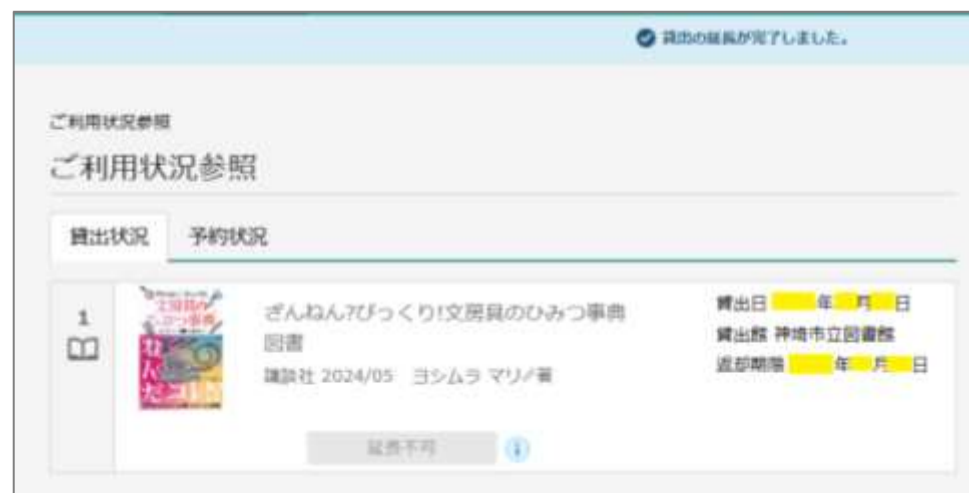 貸出の延長が完了しました。
ご利用状況参照
ご利用状況参照
貸出状況 予約状況
1
ざんねん?びっくり!文房具のひみつ事典
図書
講談社 2024/05 ヨシムラ マリ/著
貸出日 年 月 日
貸出館 神埼市立図書館
返却期限 年 月 日
延長不可